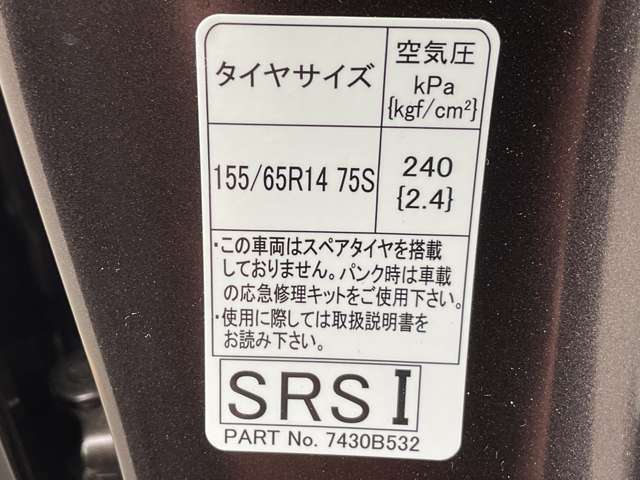 タイヤサイズ
空気圧
kPa
{kgf/cm²}
155/65R14 75S
240
{2.4}
・この車両はスペアタイヤを搭載
しておりません。パンク時は車載
の応急修理キットをご使用下さい。
・使用に際しては取扱説明書を
お読み下さい。
SRS I
PART No. 7430B532